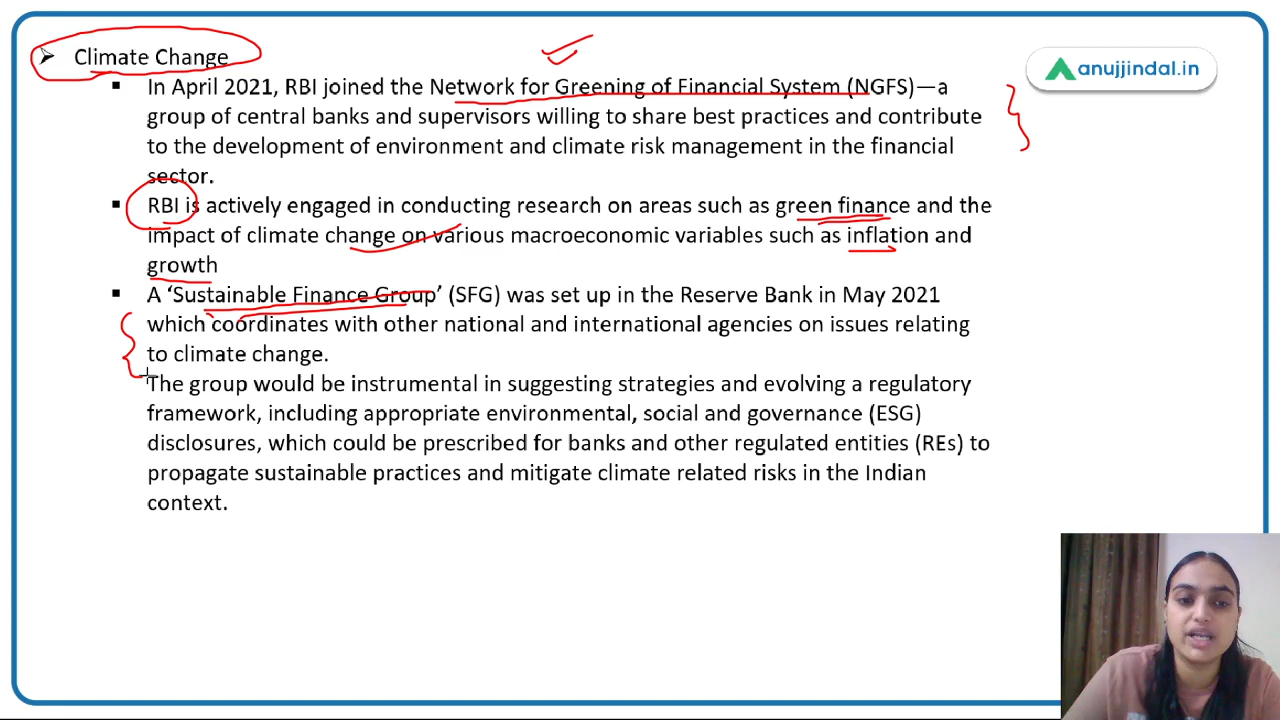 ➢ Climate Change
anujjindal.in
▪ In April 2021, RBI joined the Network for Greening of Financial System (NGFS)—a
group of central banks and supervisors willing to share best practices and contribute
to the development of environment and climate risk management in the financial
sector.
▪ RBI is actively engaged in conducting research on areas such as green finance and the
impact of climate change on various macroeconomic variables such as inflation and
growth
▪ A ‘Sustainable Finance Group’ (SFG) was set up in the Reserve Bank in May 2021
which coordinates with other national and international agencies on issues relating
to climate change.
The group would be instrumental in suggesting strategies and evolving a regulatory
framework, including appropriate environmental, social and governance (ESG)
disclosures, which could be prescribed for banks and other regulated entities (REs) to
propagate sustainable practices and mitigate climate related risks in the Indian
context.